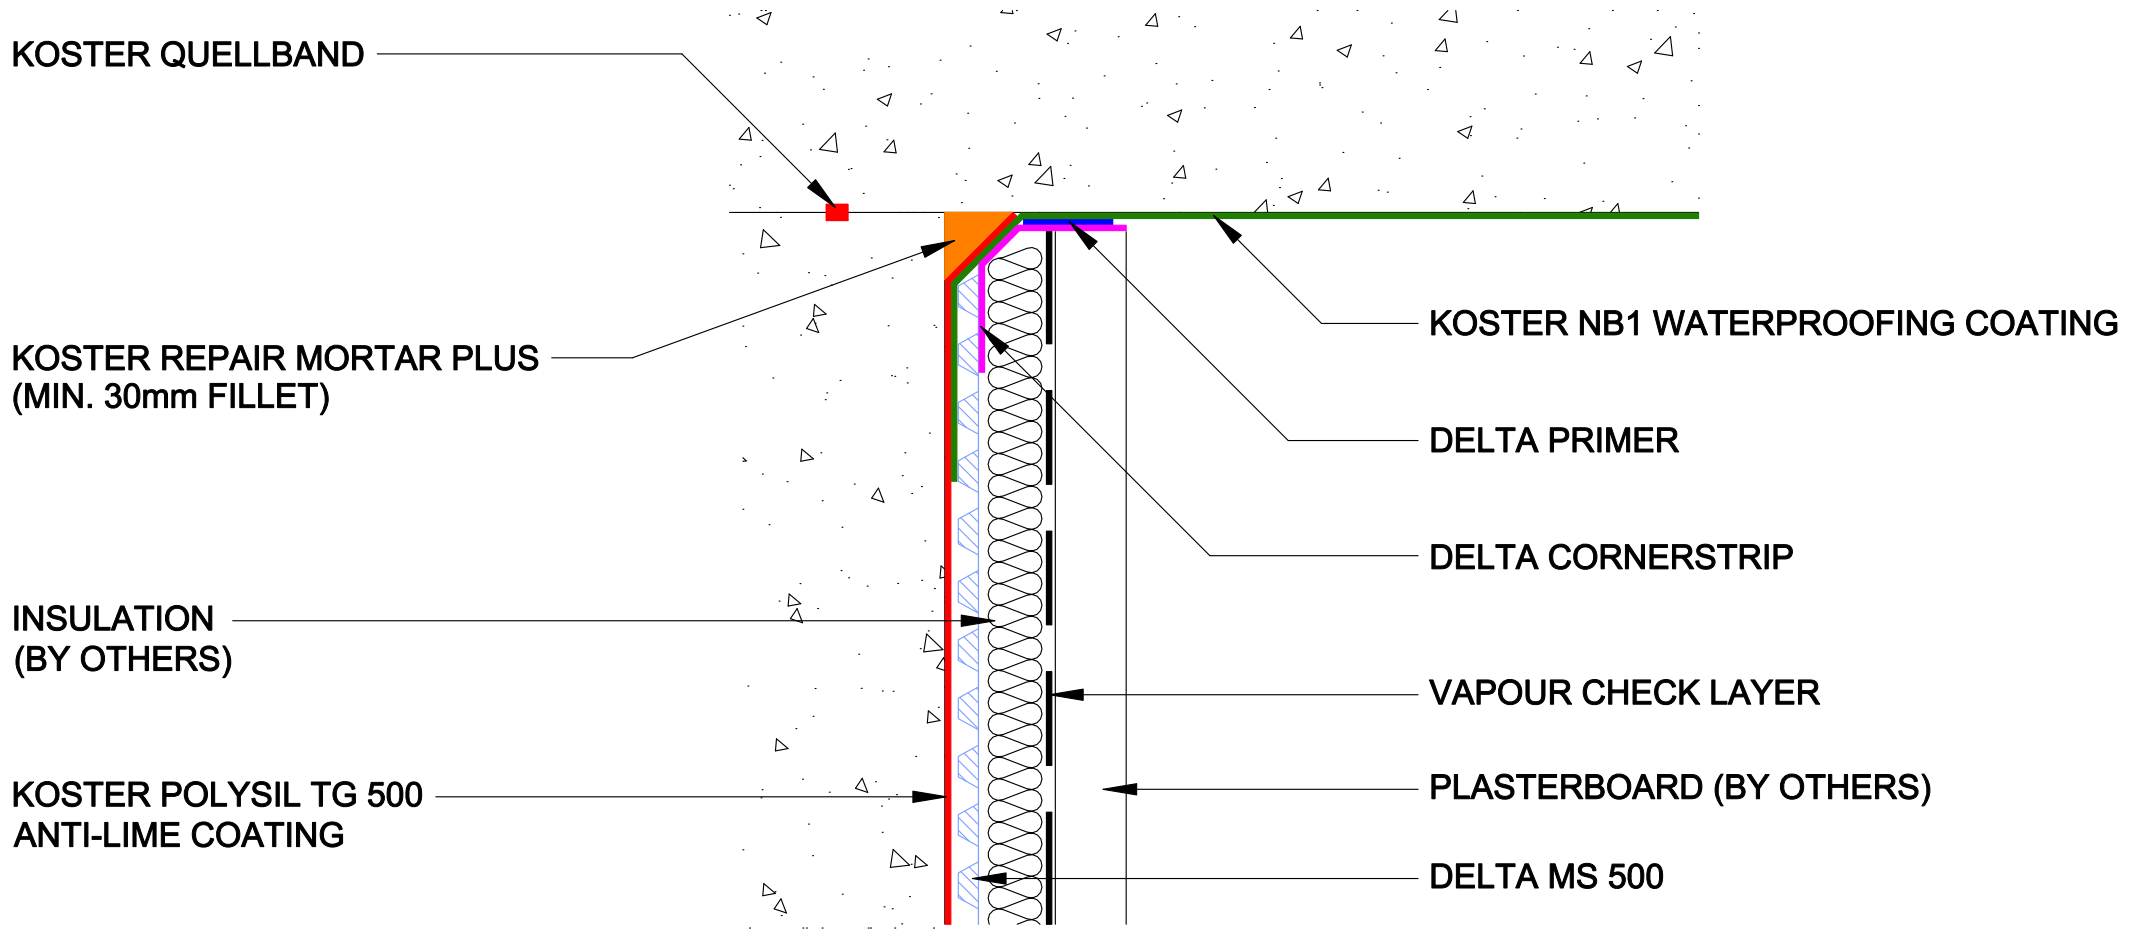 KOSTER QUELLBAND
KOSTER REPAIR MORTAR PLUS
(MIN. 30mm FILLET)
INSULATION
(BY OTHERS)
KOSTER POLYSIL TG 500
ANTI-LIME COATING
KOSTER NB1 WATERPROOFING COATING
DELTA PRIMER
DELTA CORNERSTRIP
VAPOUR CHECK LAYER
PLASTERBOARD (BY OTHERS)
DELTA MS 500